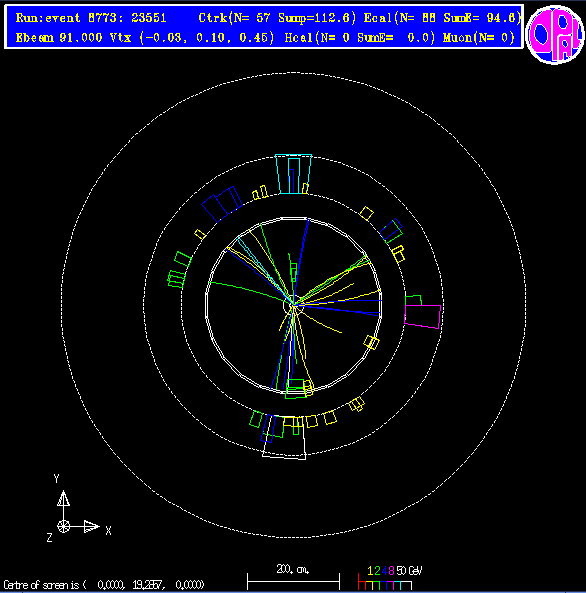 Run:event 8773: 23551 Ctrk(N= 57 Sump=112.6) Ecal(N= 88 SumE= 94.6)
Ebeam 91.000 Vtx (-0.03, 0.10, 0.45) Hcal(N= 0 SumE= 0.0) Muon(N= 0)
OPAL
Y
X
Z
200. cm.
1 2 4 8 50 GeV
Centre of screen is ( 0.0000, 19.2857, 0.0000)